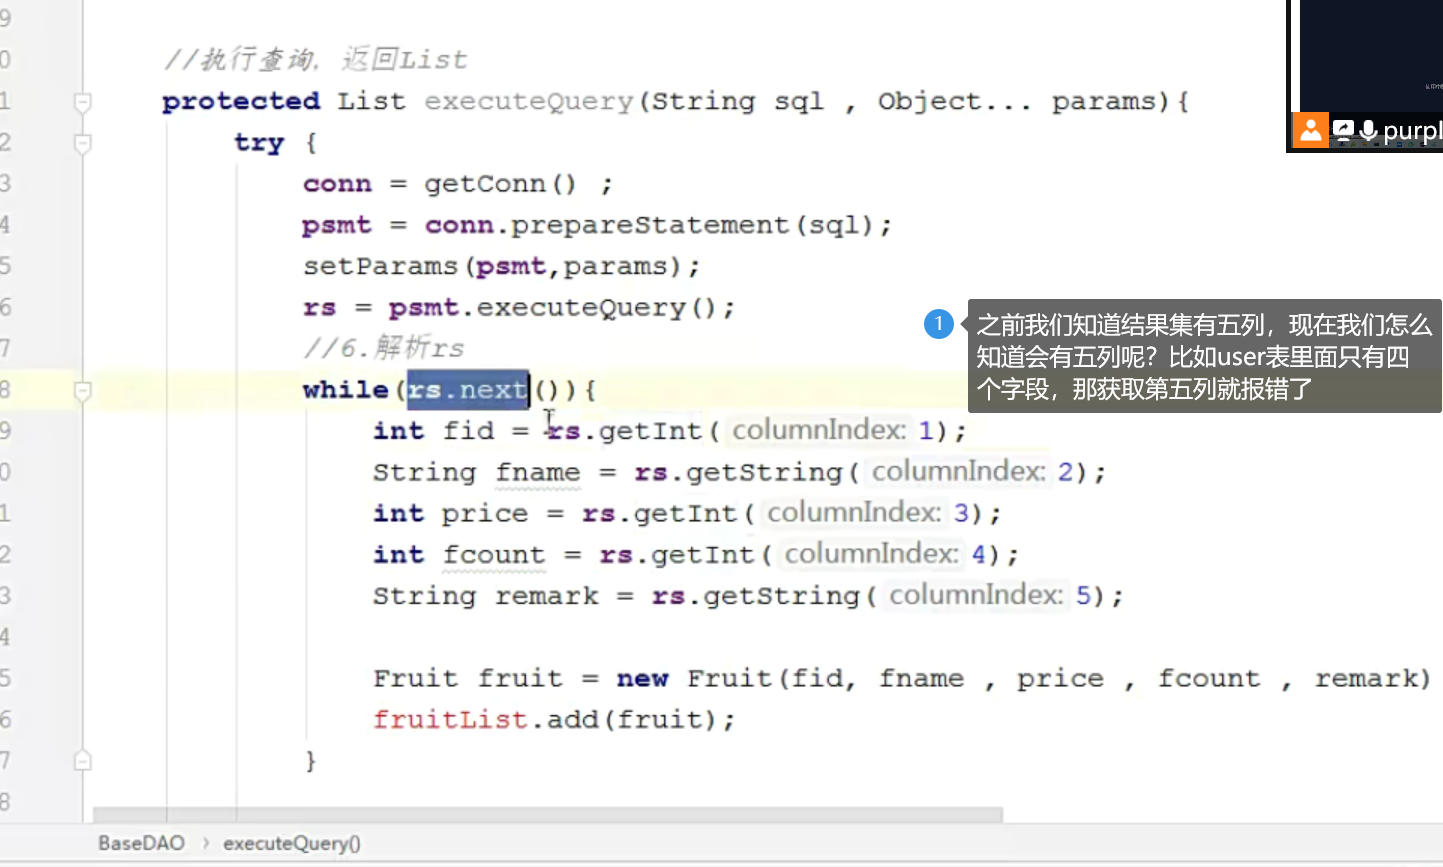 9
0 //执行查询，返回List
1 protected List executeQuery(String sql , Object... params){
2 try {
3 conn = getConn() ;
4 psmt = conn.prepareStatement(sql);
5 setParams(psmt,params);
6 rs = psmt.executeQuery();
7 //6.解析rs
8 while(rs.next()){
9 int fid = rs.getInt( columnIndex: 1);
0 String fname = rs.getString( columnIndex: 2);
1 int price = rs.getInt( columnIndex: 3);
2 int fcount = rs.getInt( columnIndex: 4);
3 String remark = rs.getString( columnIndex: 5);
4
5 Fruit fruit = new Fruit(fid, fname , price , fcount , remark)
6 fruitList.add(fruit);
7 }
8
purpl
1
之前我们知道结果集有五列，现在我们怎么
知道会有五列呢？比如user表里面只有四
个字段，那获取第五列就报错了
BaseDAO › executeQuery()